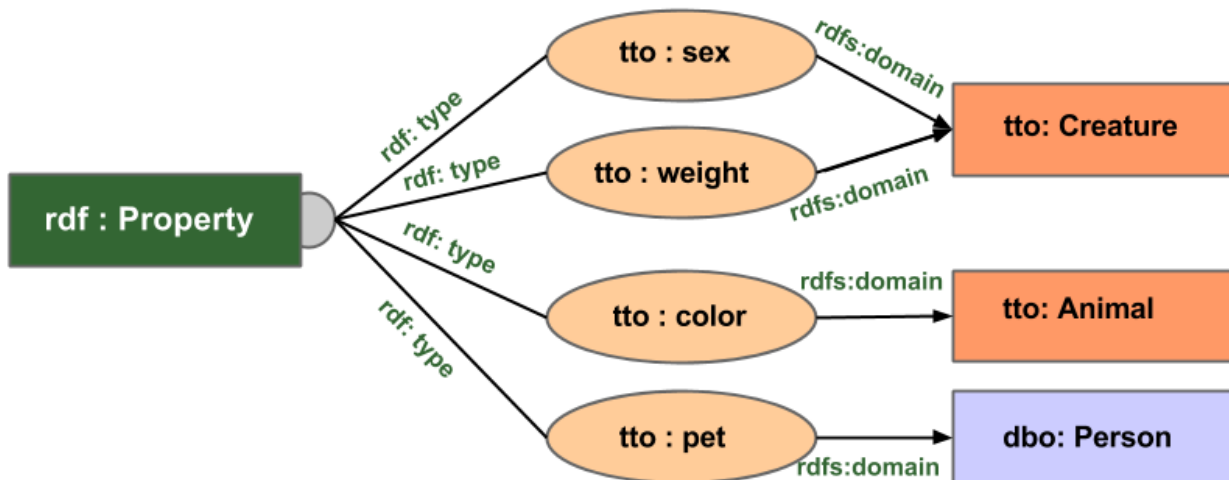 tto : sex
rdfs:domain
rdf: type
tto: Creature
tto : weight
rdf: type
rdfs:domain
rdf : Property
rdf: type
tto : color
rdfs:domain
tto: Animal
rdf: type
tto : pet
dbo: Person
rdfs:domain